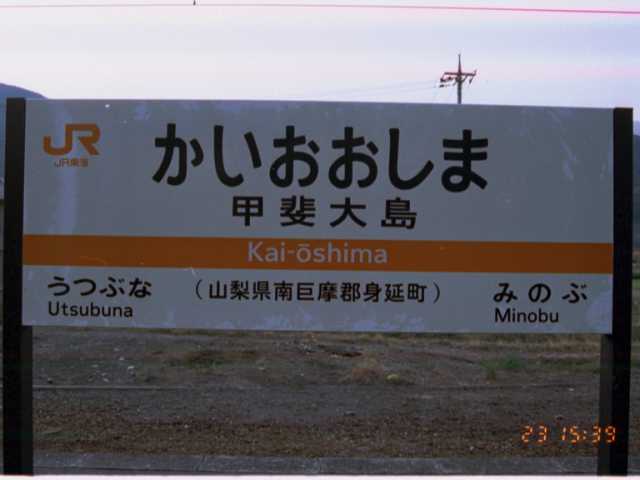 JR
JR東海
かいおおしま
甲斐大島
Kai-ōshima
うつぶな
Utsubuna
（山梨県南巨摩郡身延町）
みのぶ
Minobu
23 15:39